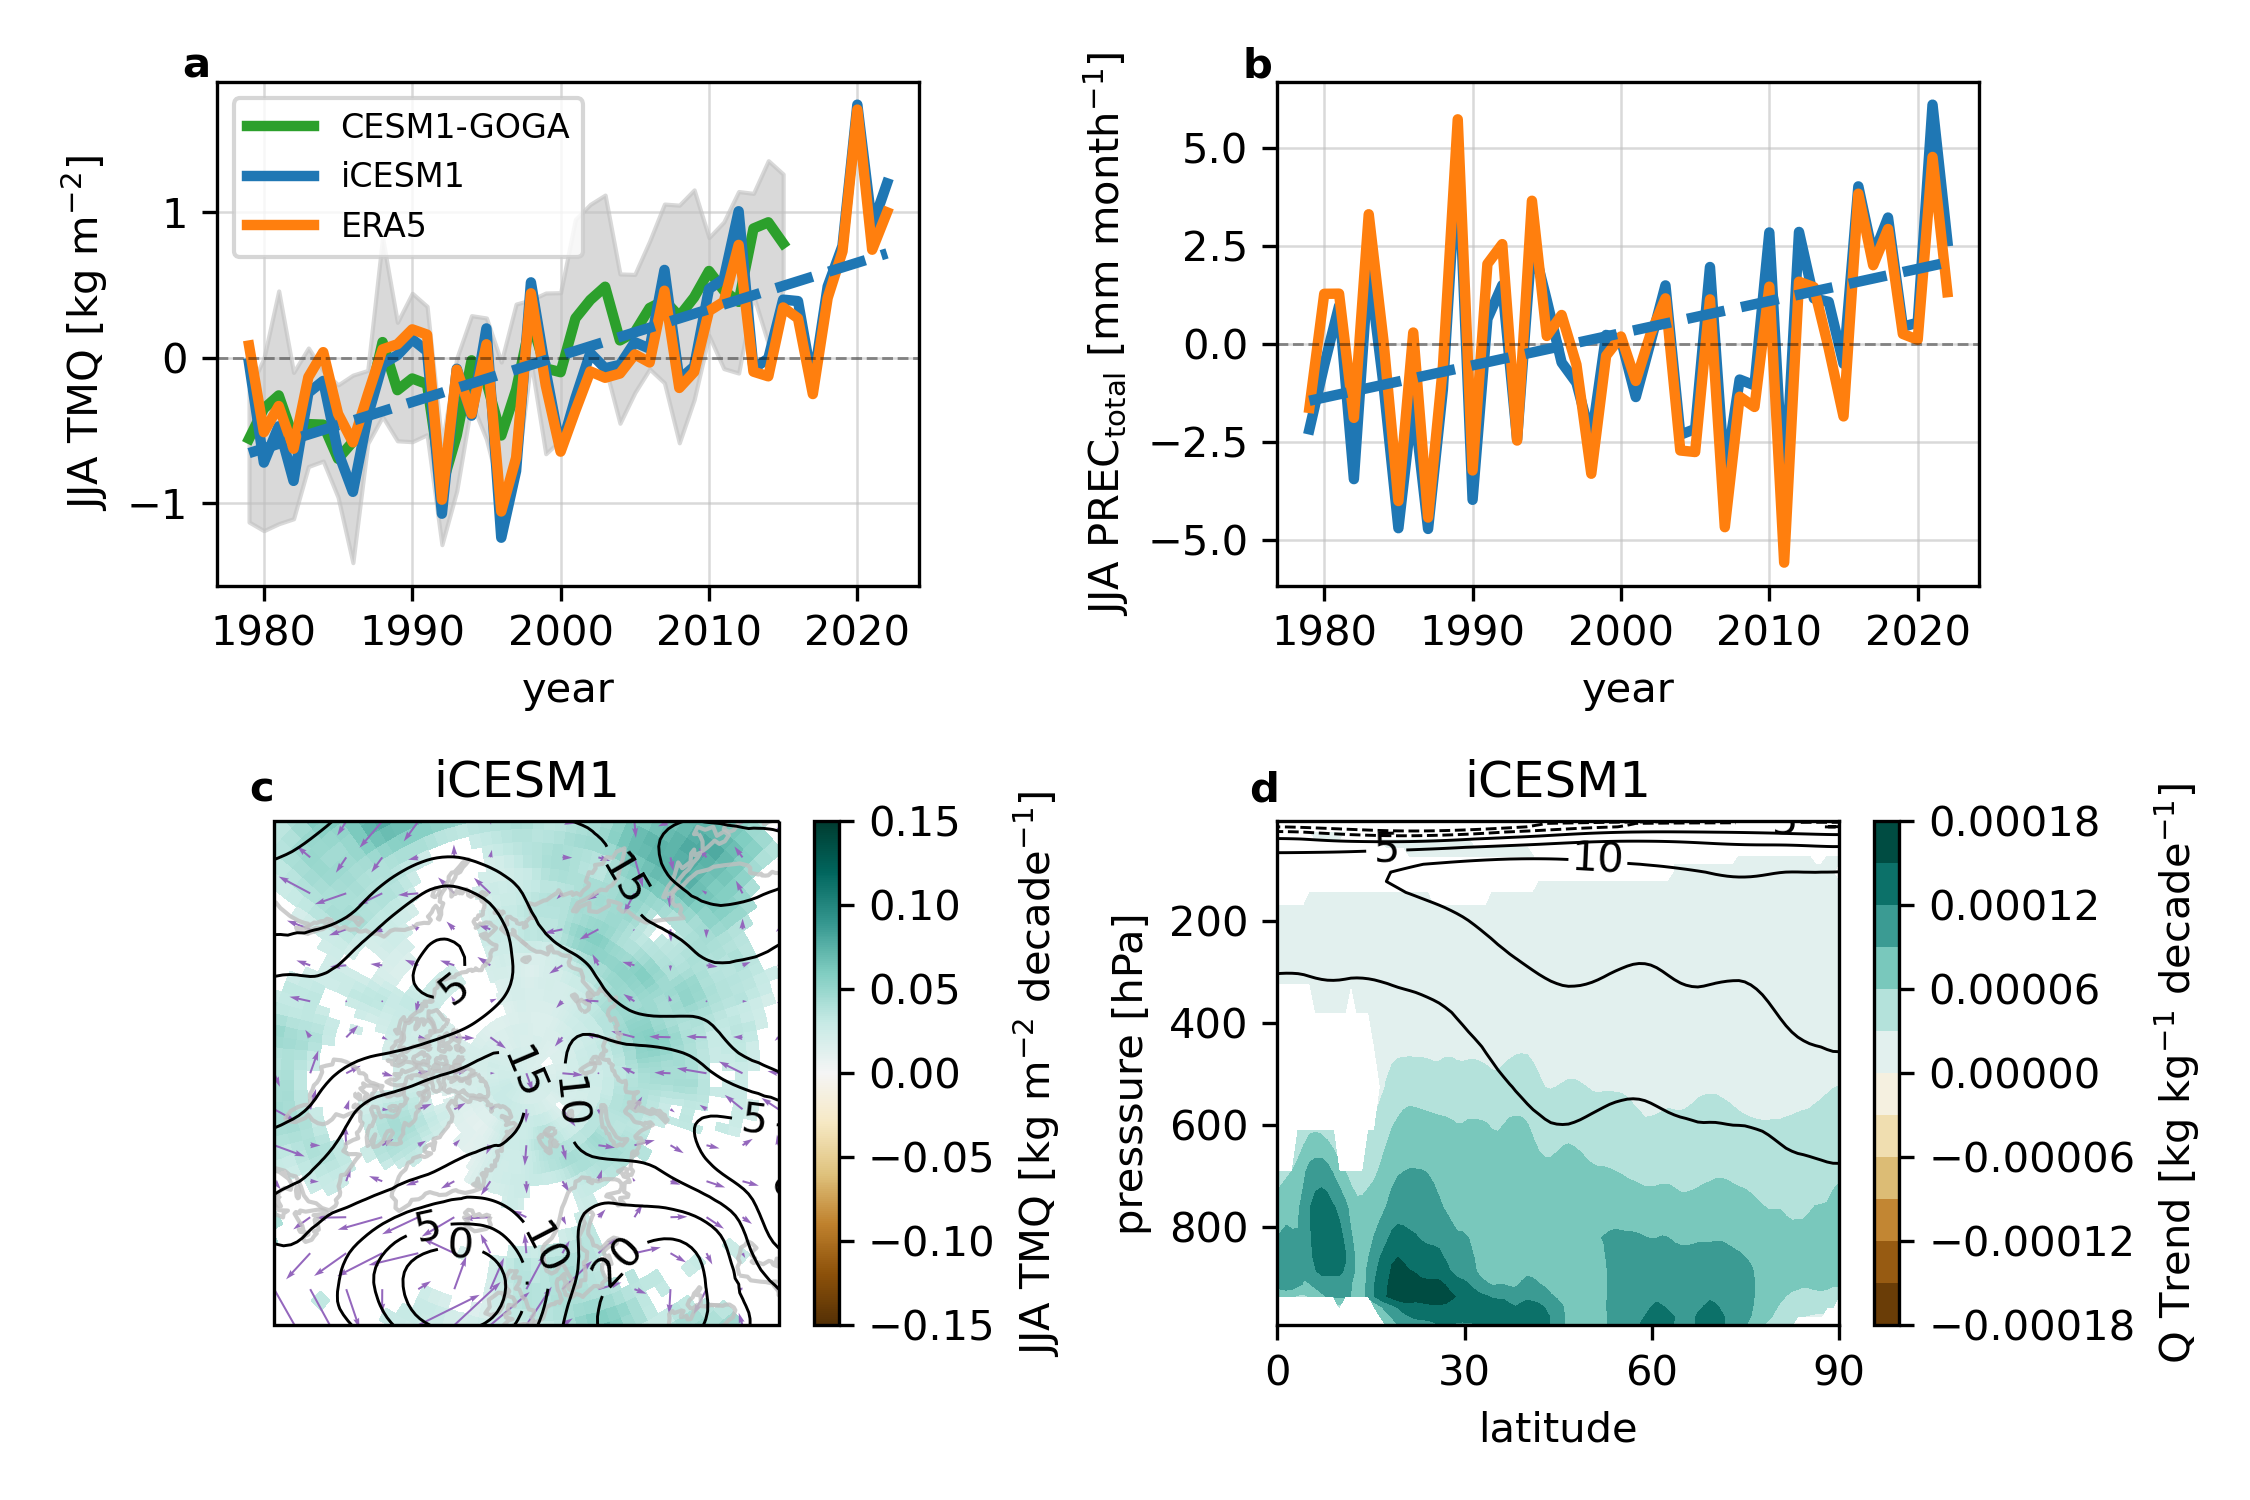 a
JJA TMQ [kg m−2]
1
0
−1
CESM1-GOGA
iCESM1
ERA5
1980 1990 2000 2010 2020
year
b
JJA PRECtotal [mm month−1]
5.0
2.5
0.0
−2.5
−5.0
1980 1990 2000 2010 2020
year
c
iCESM1
15
5
15
10
5
5
0
10
20
0.15
0.10
0.05
0.00
−0.05
−0.10
−0.15
JJA TMQ [kg m−2 decade−1]
d
iCESM1
presssure [hPa]
200
400
600
800
5
10
5
0 30 60 90
latitude
0.00018
0.00012
0.00006
0.00000
−0.00006
−0.00012
−0.00018
Q Trend [kg kg−1 decade−1]